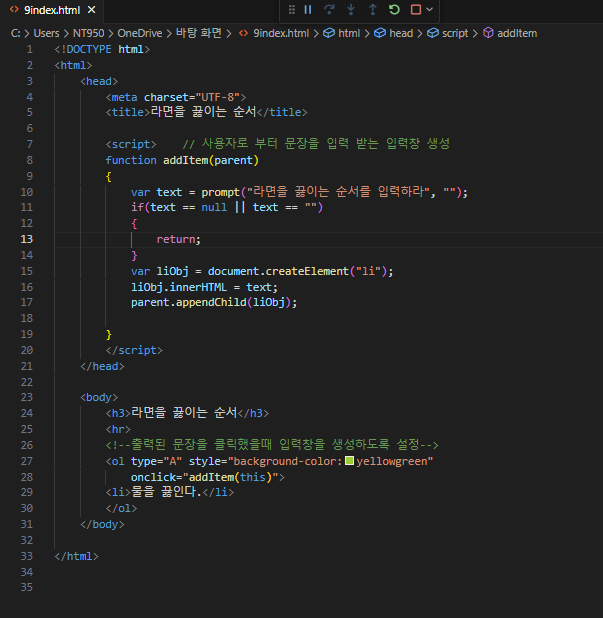 9index.html
C: > Users > NT950 > OneDrive > 바탕 화면 > 9index.html > html > head > script > addItem
1 <!DOCTYPE html>
2 <html>
3 <head>
4 <meta charset="UTF-8">
5 <title>라면을 끓이는 순서</title>
6
7 <script> // 사용자로 부터 문장을 입력 받는 입력창 생성
8 function addItem(parent)
9 {
10 var text = prompt("라면을 끓이는 순서를 입력하라", "");
11 if(text == null || text == "")
12 {
13 return;
14 }
15 var liObj = document.createElement("li");
16 liObj.innerHTML = text;
17 parent.appendChild(liObj);
18
19 }
20 </script>
21 </head>
22
23 <body>
24 <h3>라면을 끓이는 순서</h3>
25 <hr>
26 <!--출력된 문장을 클릭했을때 입력창을 생성하도록 설정-->
27 <ol type="A" style="background-color:yellowgreen"
28 onclick="addItem(this)">
29 <li>물을 끓인다.</li>
30 </ol>
31 </body>
32
33 </html>
34
35